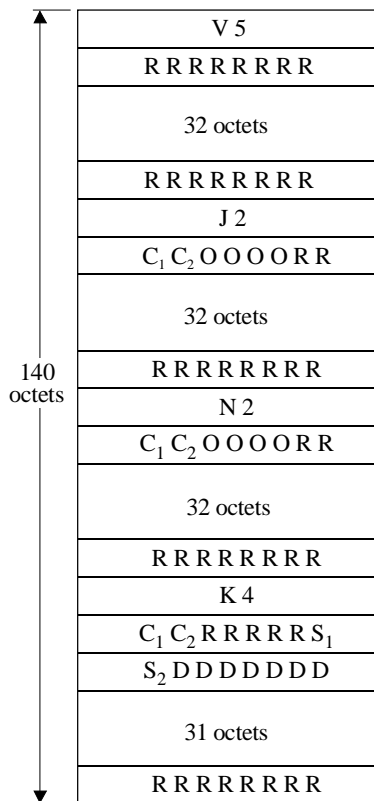 V 5
R R R R R R R R
32 octets
R R R R R R R R
J 2
C₁ C₂ O O O O R R
32 octets
140
octets
R R R R R R R R
N 2
C₁ C₂ O O O O R R
32 octets
R R R R R R R R
K 4
C₁ C₂ R R R R R S₁
S₂ D D D D D D D
31 octets
R R R R R R R R